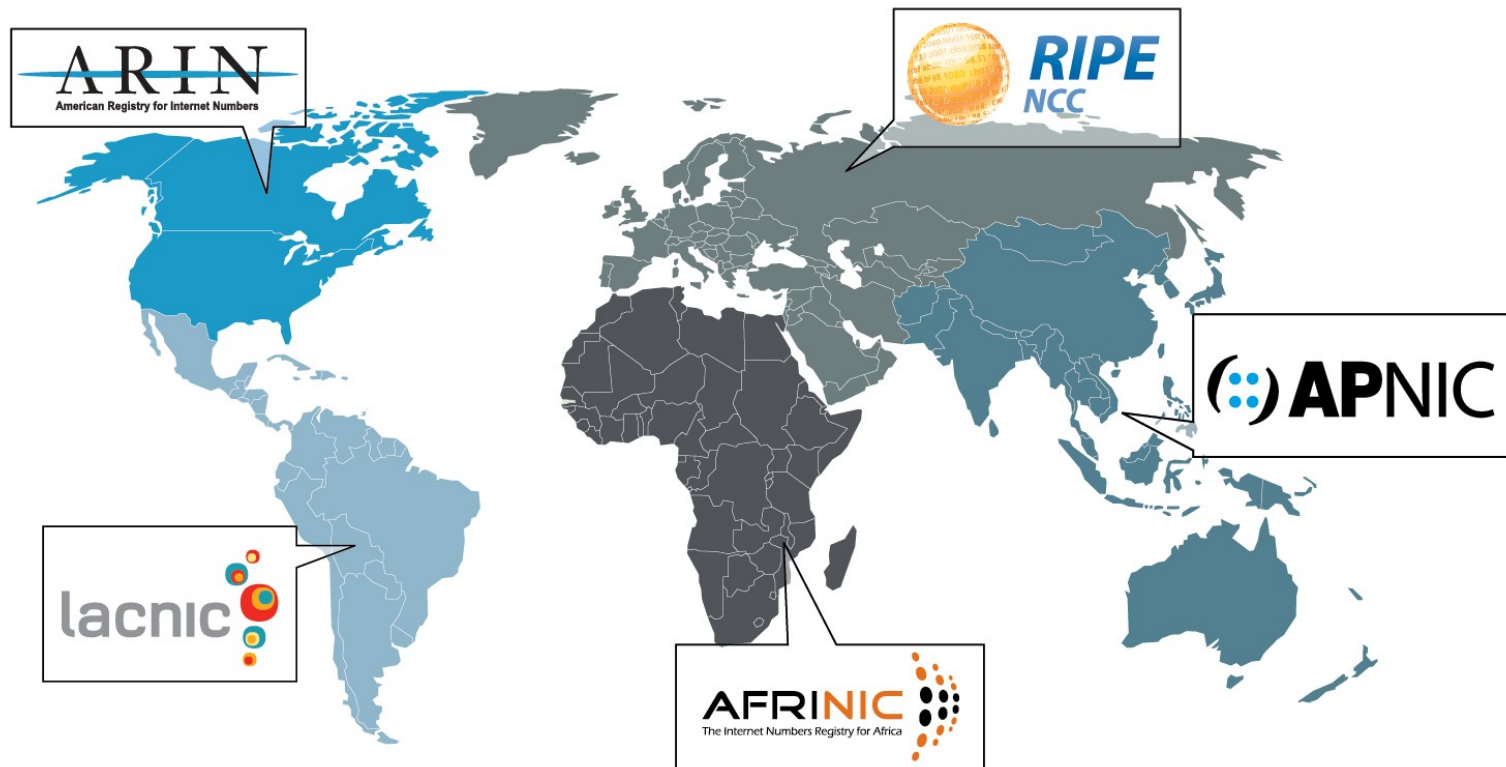 ARIN
American Registry for Internet Numbers
RIPE
NCC
APNIC
lacnic
AFRINIC
The Internet Numbers Registry for Africa